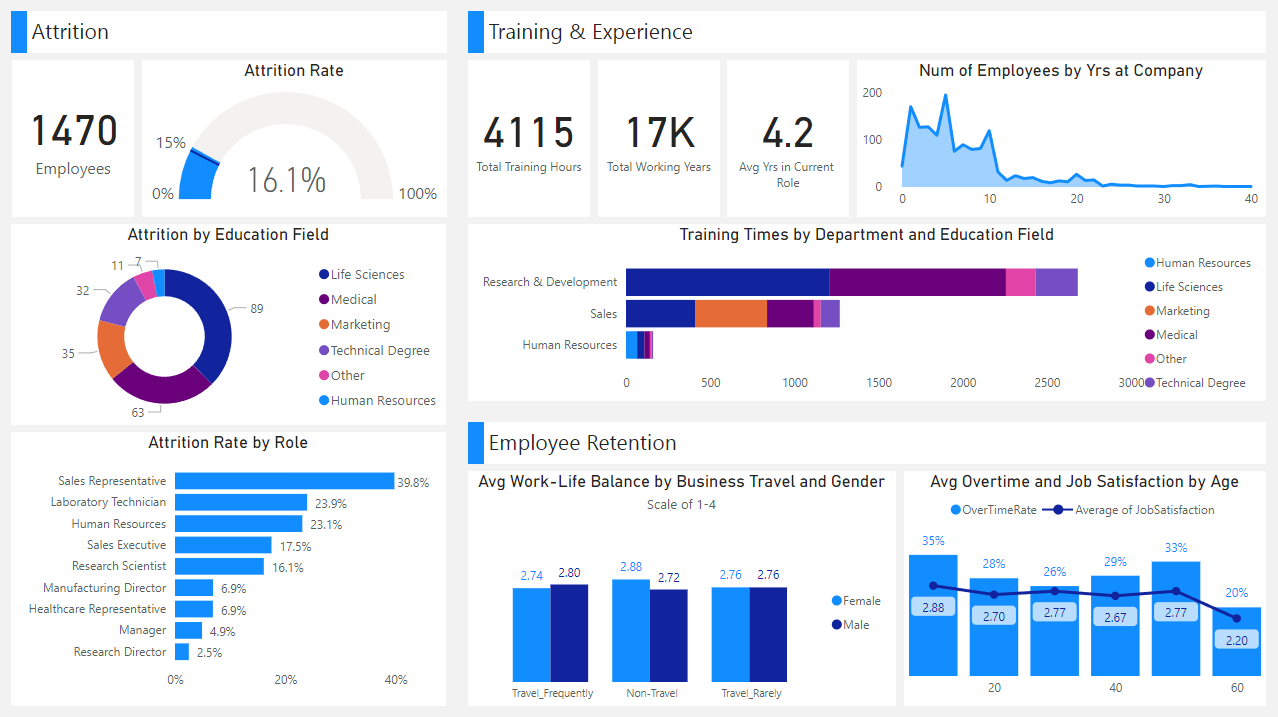 Attrition
1470
Employees
Attrition Rate
15%
0%
16.1%
100%
Attrition by Education Field
7
11
32
35
63
89
Life Sciences
Medical
Marketing
Technical Degree
Other
Human Resources
Attrition Rate by Role
Sales Representative 39.8%
Laboratory Technician 23.9%
Human Resources 23.1%
Sales Executive 17.5%
Research Scientist 16.1%
Manufacturing Director 6.9%
Healthcare Representative 6.9%
Manager 4.9%
Research Director 2.5%
0% 20% 40%
Training & Experience
4115
Total Training Hours
17K
Total Working Years
4.2
Avg Yrs in Current
Role
Num of Employees by Yrs at Company
200
100
0
0 10 20 30 40
Training Times by Department and Education Field
Research & Development
Sales
Human Resources
0 500 1000 1500 2000 2500 3000
Human Resources
Life Sciences
Marketing
Medical
Other
Technical Degree
Employee Retention
Avg Work-Life Balance by Business Travel and Gender
Scale of 1-4
2.74 2.80 2.88 2.72 2.76 2.76
Travel_Frequently Non-Travel Travel_Rarely
Female
Male
Avg Overtime and Job Satisfaction by Age
OverTimeRate Average of JobSatisfaction
35% 28% 26% 29% 33% 20%
2.88 2.70 2.77 2.67 2.77 2.20
20 40 60